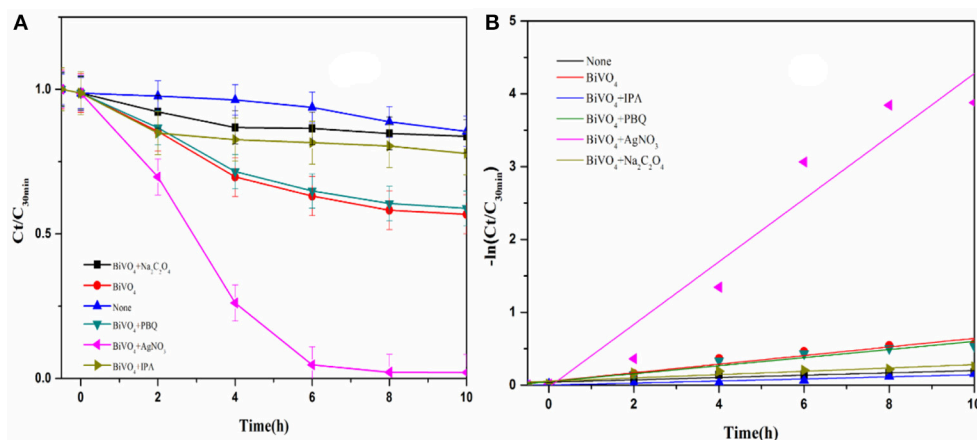 A
Ct/C30min
1.0
0.5
0.0
BiVO4+Na2C2O4
BiVO4
None
BiVO4+PBQ
BiVO4+AgNO3
BiVO4+IPA
0 2 4 6 8 10
Time(h)
B
-ln(Ct/C30min)
5
4
3
2
1
0
None
BiVO4
BiVO4+IPA
BiVO4+PBQ
BiVO4+AgNO3
BiVO4+Na2C2O4
0 2 4 6 8 10
Time(h)